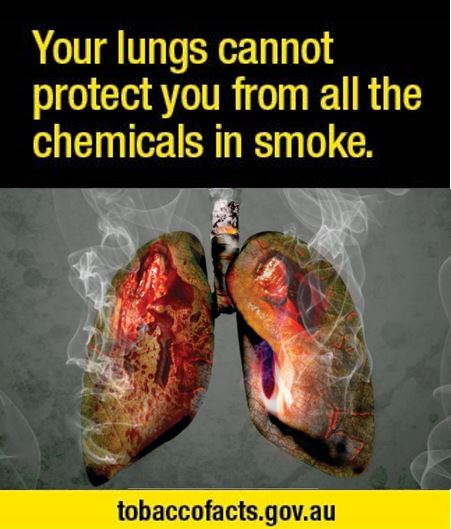 Your lungs cannot
protect you from all the
chemicals in smoke.
tobaccofacts.gov.au